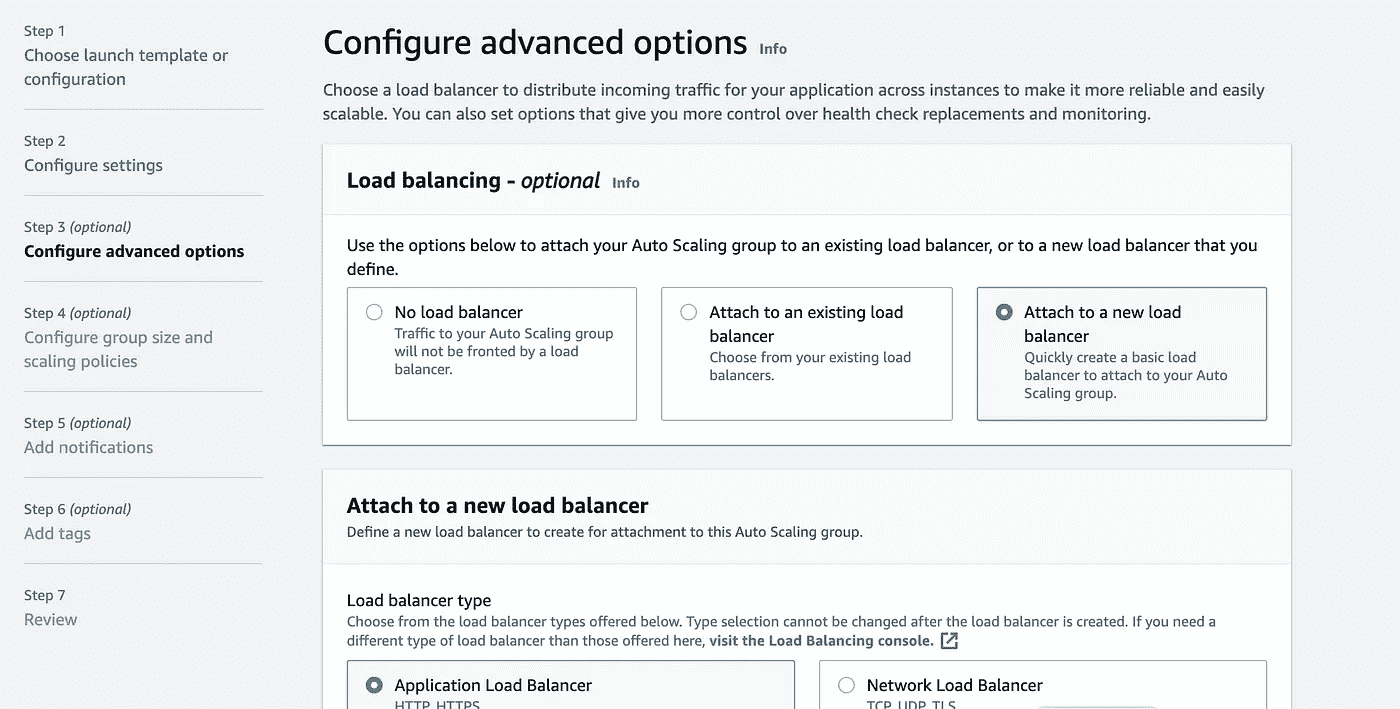 Step 1
Choose launch template or
configuration
Step 2
Configure settings
Step 3 (optional)
Configure advanced options
Step 4 (optional)
Configure group size and
scaling policies
Step 5 (optional)
Add notifications
Step 6 (optional)
Add tags
Step 7
Review
Configure advanced options Info
Choose a load balancer to distribute incoming traffic for your application across instances to make it more reliable and easily
scalable. You can also set options that give you more control over health check replacements and monitoring.
Load balancing - optional Info
Use the options below to attach your Auto Scaling group to an existing load balancer, or to a new load balancer that you
define.
No load balancer
Traffic to your Auto Scaling group
will not be fronted by a load
balancer.
Attach to an existing load
balancer
Choose from your existing load
balancers.
Attach to a new load
balancer
Quickly create a basic load
balancer to attach to your Auto
Scaling group.
Attach to a new load balancer
Define a new load balancer to create for attachment to this Auto Scaling group.
Load balancer type
Choose from the load balancer types offered below. Type selection cannot be changed after the load balancer is created. If you need a
different type of load balancer than those offered here, visit the Load Balancing console.
Application Load Balancer
HTTP, HTTPS
Network Load Balancer
TCP, UDP, TLS